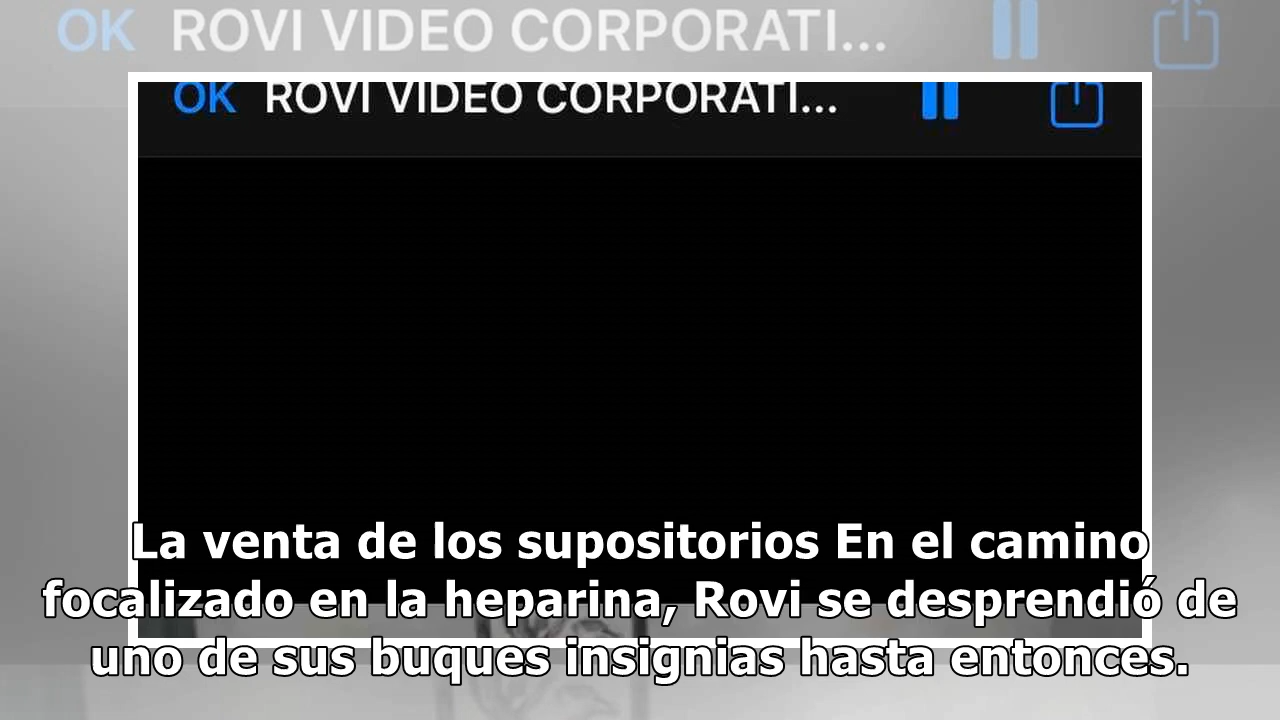 OK ROVI VIDEO CORPORATI...
OK ROVI VIDEO CORPORATI...
La venta de los supositorios En el camino
focalizado en la heparina, Rovi se desprendió de
uno de sus buques insignias hasta entonces.